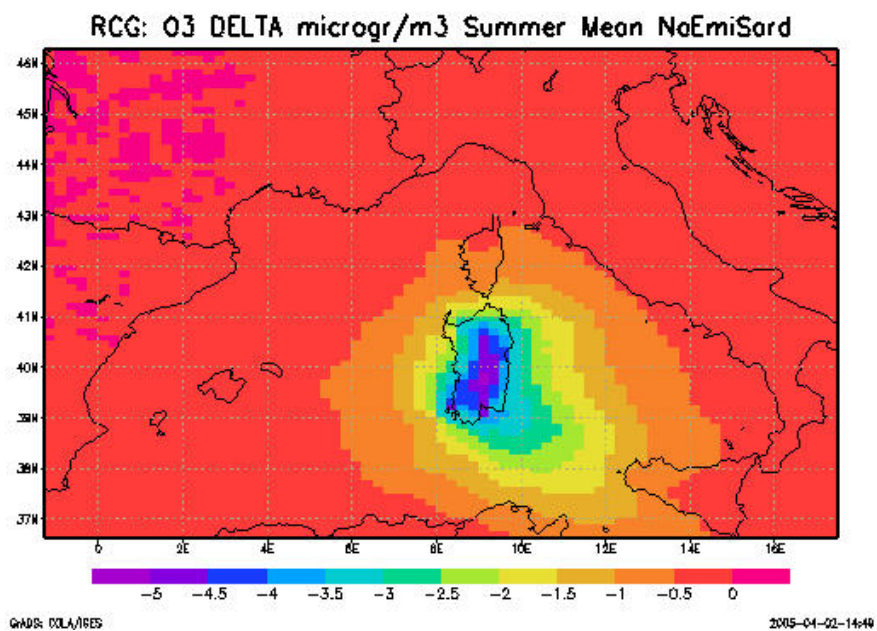 RCG: O3 DELTA microgr/m3 Summer Mean NoEmiSard
46N
45N
44N
43N
42N
41N
40N
39N
38N
37N
0 2E 4E 6E 8E 10E 12E 14E 16E
-5 -4.5 -4 -3.5 -3 -2.5 -2 -1.5 -1 -0.5 0
GrADS: COLA/IGES 2005-04-02-14:49